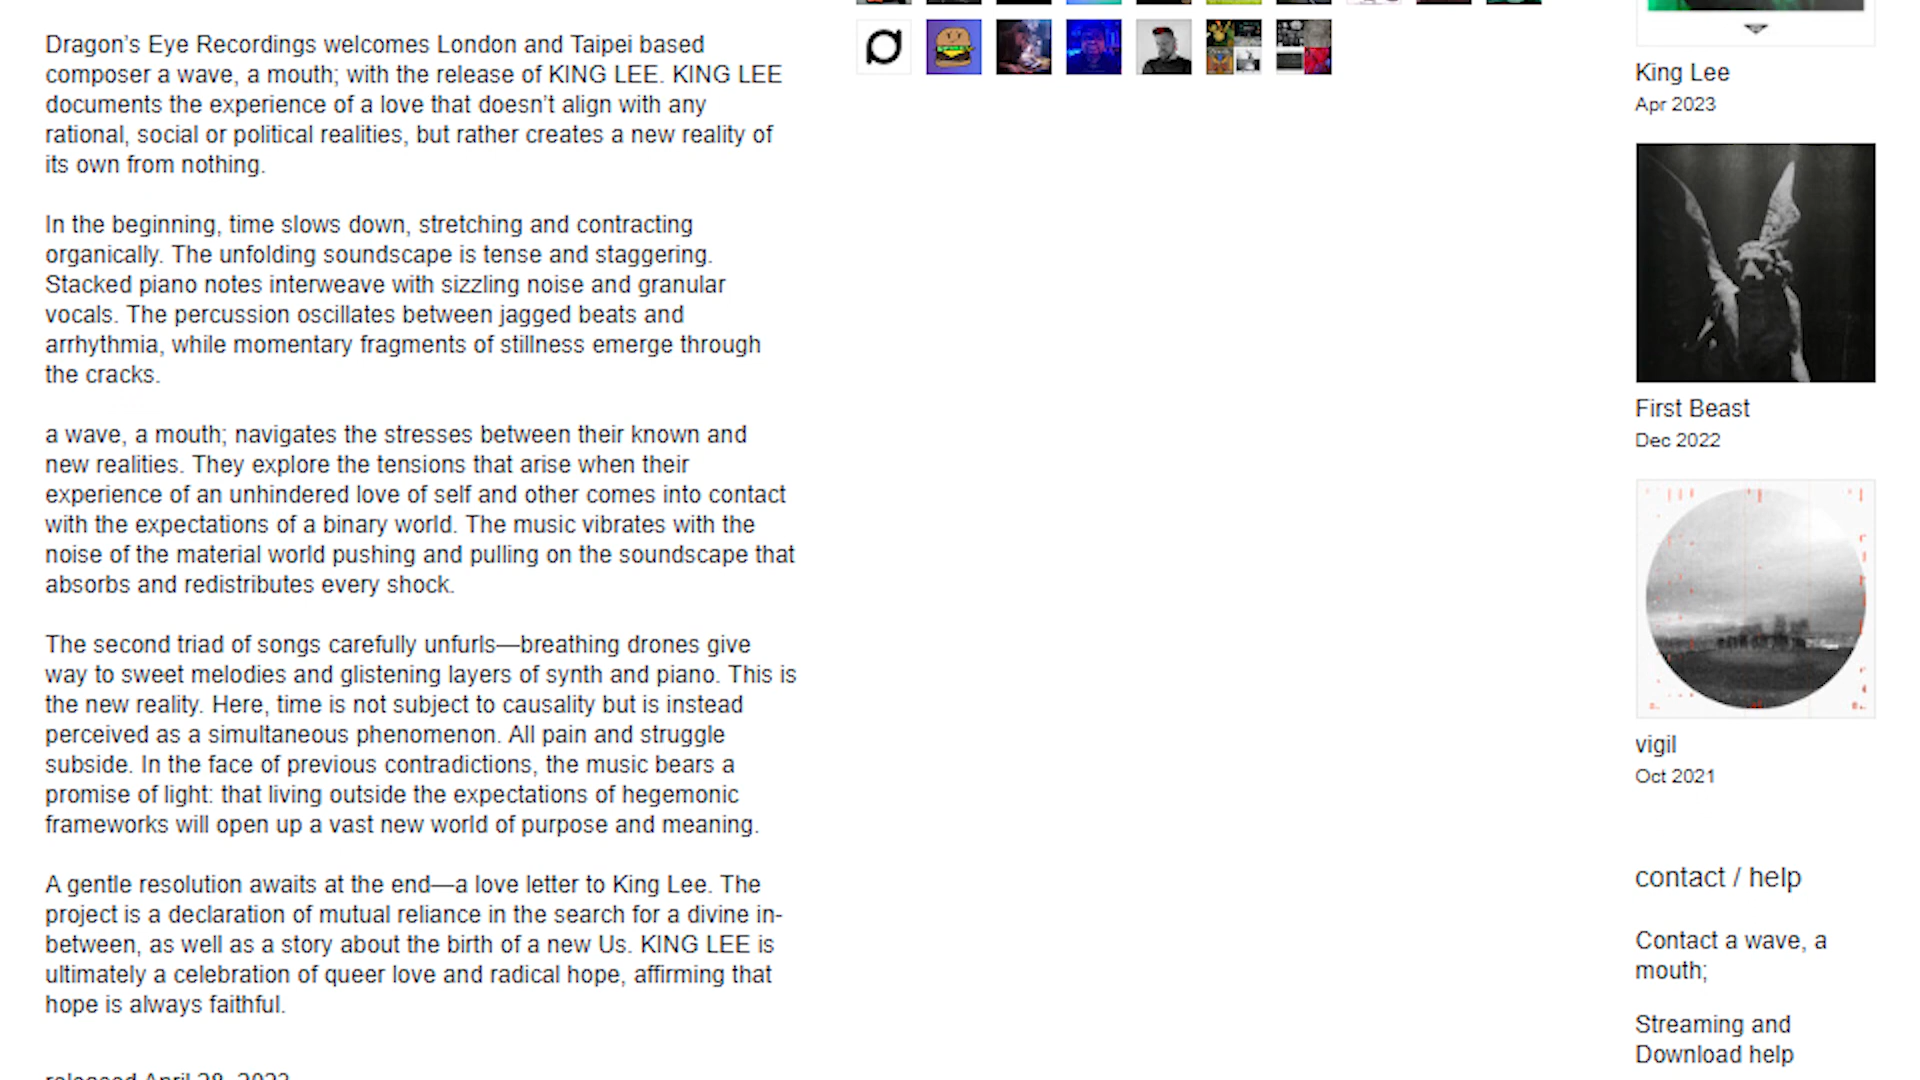 Dragon’s Eye Recordings welcomes London and Taipei based
composer a wave, a mouth; with the release of KING LEE. KING LEE
documents the experience of a love that doesn’t align with any
rational, social or political realities, but rather creates a new reality of
its own from nothing.
In the beginning, time slows down, stretching and contracting
organically. The unfolding soundscape is tense and staggering.
Stacked piano notes interweave with sizzling noise and granular
vocals. The percussion oscillates between jagged beats and
arrhythmia, while momentary fragments of stillness emerge through
the cracks.
a wave, a mouth; navigates the stresses between their known and
new realities. They explore the tensions that arise when their
experience of an unhindered love of self and other comes into contact
with the expectations of a binary world. The music vibrates with the
noise of the material world pushing and pulling on the soundscape that
absorbs and redistributes every shock.
The second triad of songs carefully unfurls—breathing drones give
way to sweet melodies and glistening layers of synth and piano. This is
the new reality. Here, time is not subject to causality but is instead
perceived as a simultaneous phenomenon. All pain and struggle
subside. In the face of previous contradictions, the music bears a
promise of light: that living outside the expectations of hegemonic
frameworks will open up a vast new world of purpose and meaning.
A gentle resolution awaits at the end—a love letter to King Lee. The
project is a declaration of mutual reliance in the search for a divine in-
between, as well as a story about the birth of a new Us. KING LEE is
ultimately a celebration of queer love and radical hope, affirming that
hope is always faithful.
released April 28, 2023
King Lee
Apr 2023
First Beast
Dec 2022
vigil
Oct 2021
contact / help
Contact a wave, a
mouth;
Streaming and
Download help